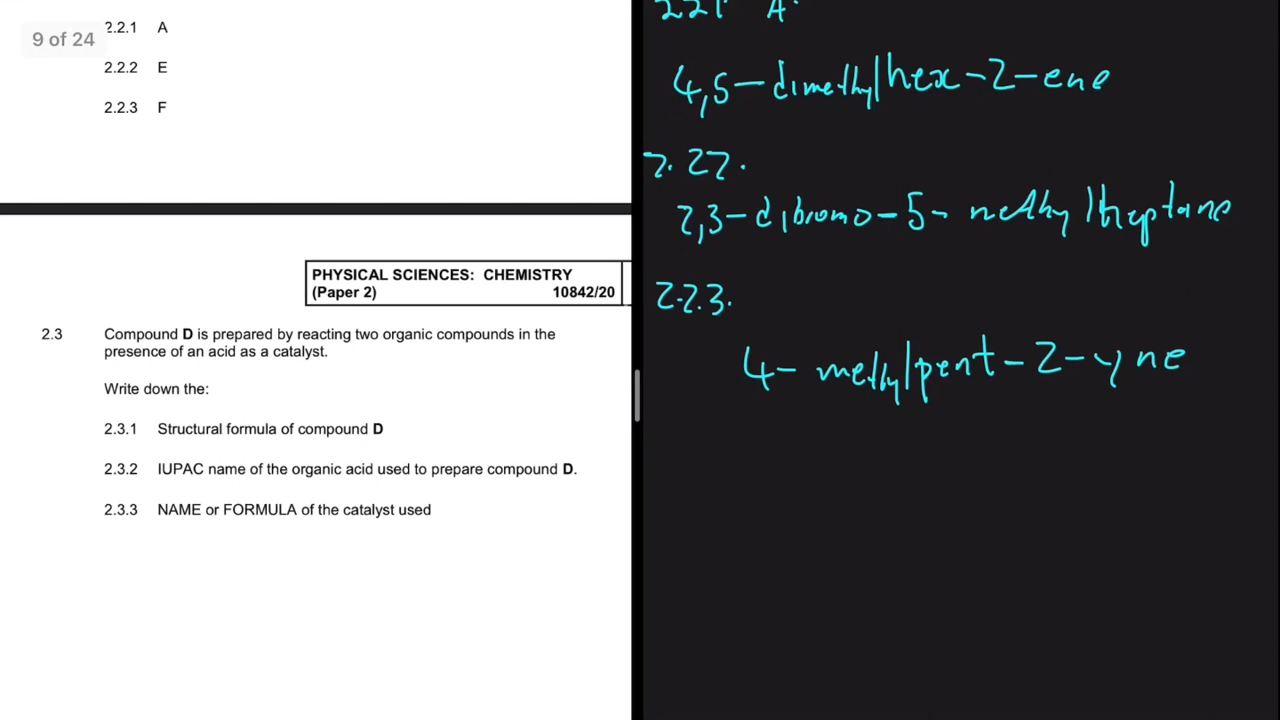 9 of 24
2.2.1 A
2.2.2 E
2.2.3 F
PHYSICAL SCIENCES: CHEMISTRY
(Paper 2) 10842/20
2.3 Compound D is prepared by reacting two organic compounds in the
presence of an acid as a catalyst.
Write down the:
2.3.1 Structural formula of compound D
2.3.2 IUPAC name of the organic acid used to prepare compound D.
2.3.3 NAME or FORMULA of the catalyst used
2.2.1 A.
4,5-dimethylhex-2-ene
2.2.2.
2,3-dibromo-5-methylheptane
2.2.3.
4-methylpent-2-yne